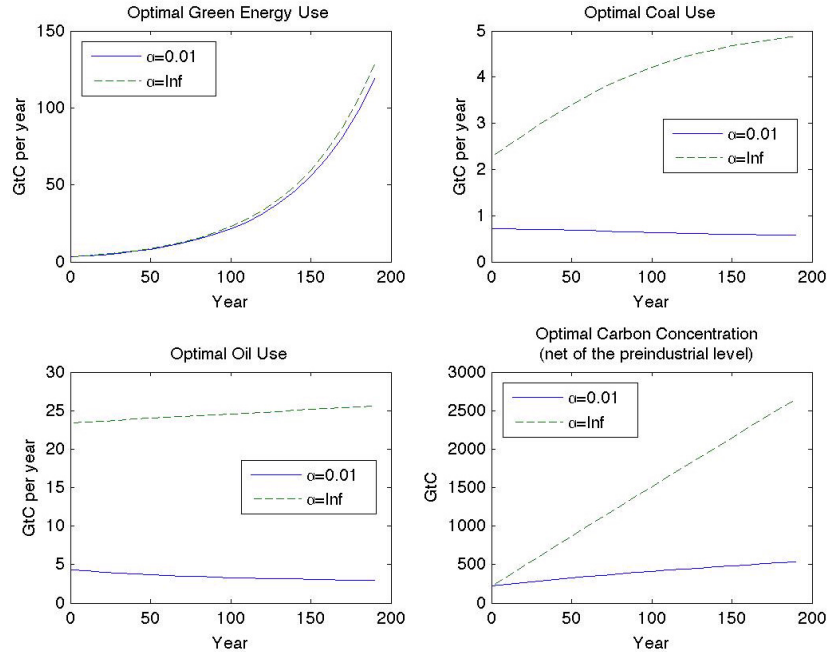 Optimal Green Energy Use
150
100
50
0
GtC per year
α=0.01
α=Inf
0 50 100 150 200
Year
Optimal Coal Use
5
4
3
2
1
0
GtC per year
α=0.01
α=Inf
0 50 100 150 200
Year
Optimal Oil Use
30
25
20
15
10
5
0
GtC per year
α=0.01
α=Inf
0 50 100 150 200
Year
Optimal Carbon Concentration
(net of the preindustrial level)
3000
2500
2000
1500
1000
500
0
GtC
α=0.01
α=Inf
0 50 100 150 200
Year